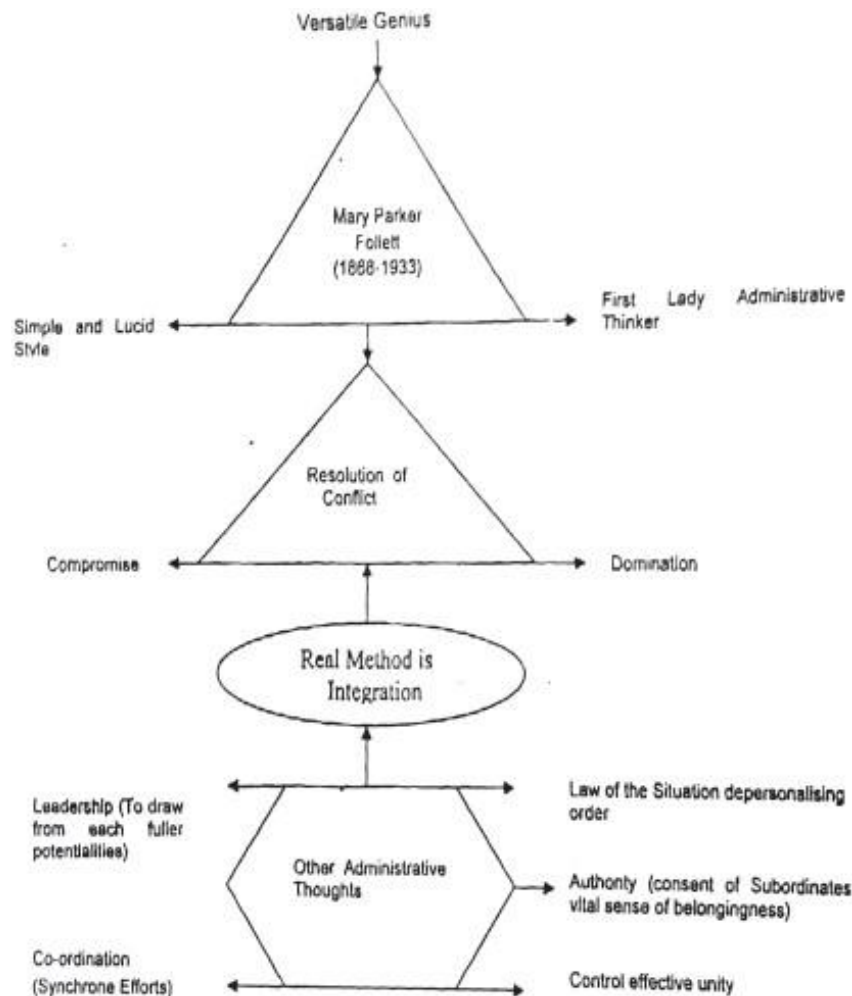 Versatile Genius
Mary Parker
Follett
(1868-1933)
Simple and Lucid
Style
First Lady Administrative
Thinker
Resolution of
Conflict
Compromise
Domination
Real Method is
Integration
Leadership (To draw
from each fuller
potentialities)
Law of the Situation depersonalising
order
Other Administrative
Thoughts
Authority (consent of Subordinates
vital sense of belongingness)
Co-ordination
(Synchrone Efforts)
Control effective unity